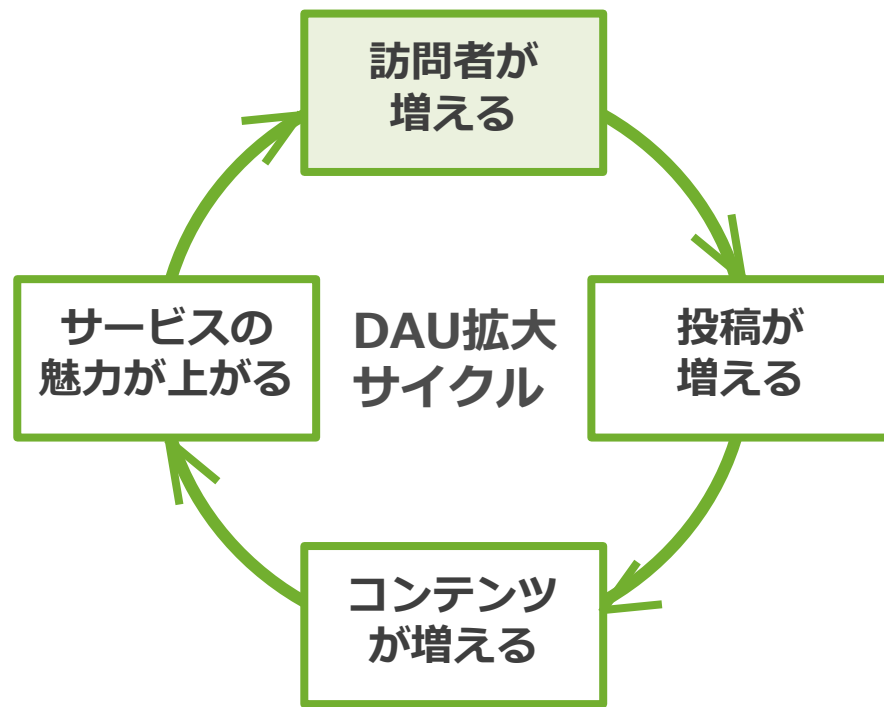 訪問者が
増える
サービスの
魅力が上がる
DAU拡大
サイクル
投稿が
増える
コンテンツ
が増える